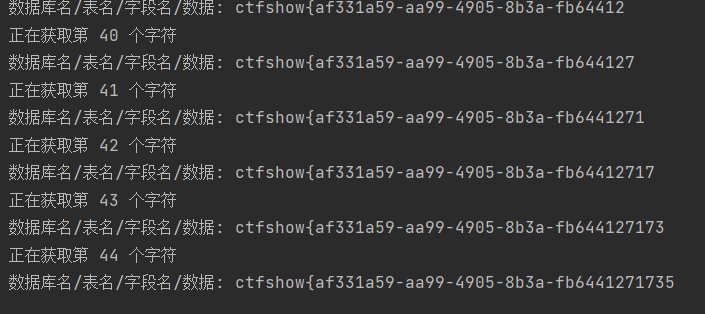 数据库名/表名/字段名/数据: ctfshow{af331a59-aa99-4905-8b3a-fb64412
正在获取第 40 个字符
数据库名/表名/字段名/数据: ctfshow{af331a59-aa99-4905-8b3a-fb644127
正在获取第 41 个字符
数据库名/表名/字段名/数据: ctfshow{af331a59-aa99-4905-8b3a-fb6441271
正在获取第 42 个字符
数据库名/表名/字段名/数据: ctfshow{af331a59-aa99-4905-8b3a-fb64412717
正在获取第 43 个字符
数据库名/表名/字段名/数据: ctfshow{af331a59-aa99-4905-8b3a-fb644127173
正在获取第 44 个字符
数据库名/表名/字段名/数据: ctfshow{af331a59-aa99-4905-8b3a-fb6441271735